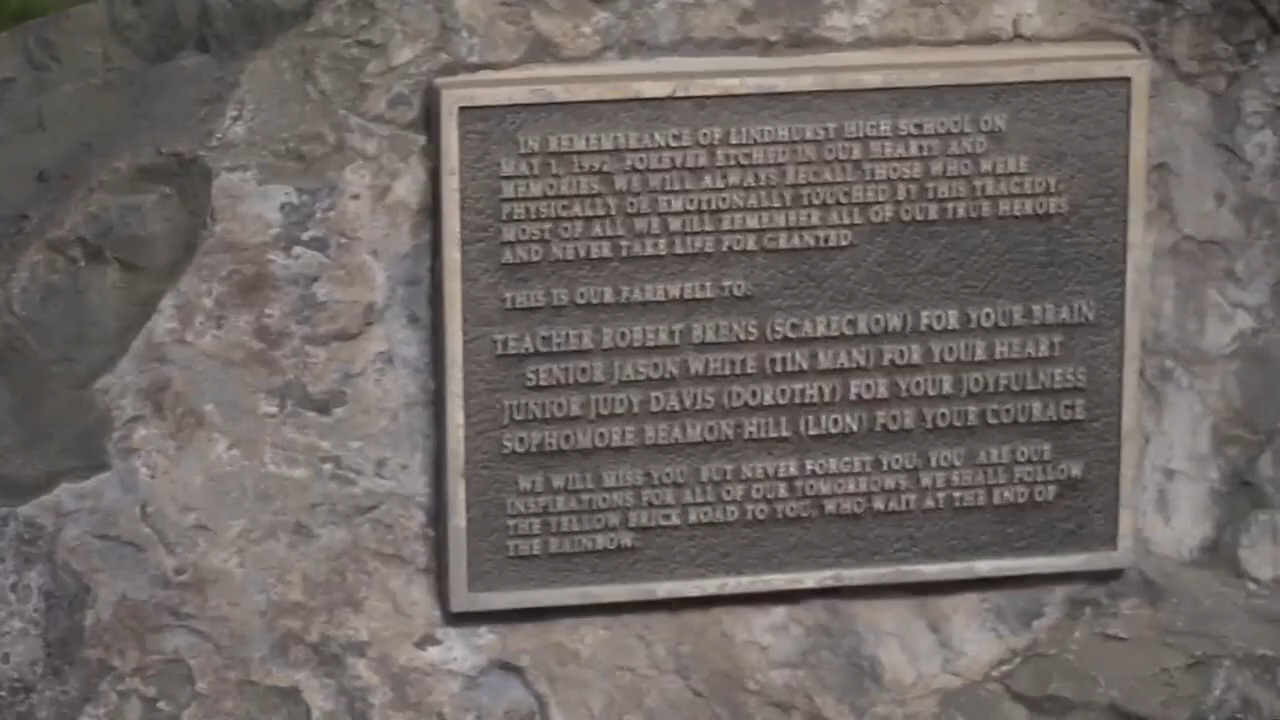 IN REMEMBRANCE OF LINDHURST HIGH SCHOOL ON
MAY 1, 1992, FOREVER ETCHED IN OUR HEARTS AND
MEMORIES. WE WILL ALWAYS RECALL THOSE WHO WERE
PHYSICALLY OR EMOTIONALLY TOUCHED BY THIS TRAGEDY.
MOST OF ALL WE WILL REMEMBER ALL OF OUR TRUE HEROES
AND NEVER TAKE LIFE FOR GRANTED.
THIS IS OUR FAREWELL TO:
TEACHER ROBERT BRENS (SCARECROW) FOR YOUR BRAIN
SENIOR JASON WHITE (TIN MAN) FOR YOUR HEART
JUNIOR JUDY DAVIS (DOROTHY) FOR YOUR JOYFULNESS
SOPHOMORE BEAMON HILL (LION) FOR YOUR COURAGE
WE WILL MISS YOU, BUT NEVER FORGET YOU. YOU ARE OUR
INSPIRATIONS FOR ALL OF OUR TOMORROWS. WE SHALL FOLLOW
THE YELLOW BRICK ROAD TO YOU, WHO WAIT AT THE END OF
THE RAINBOW.